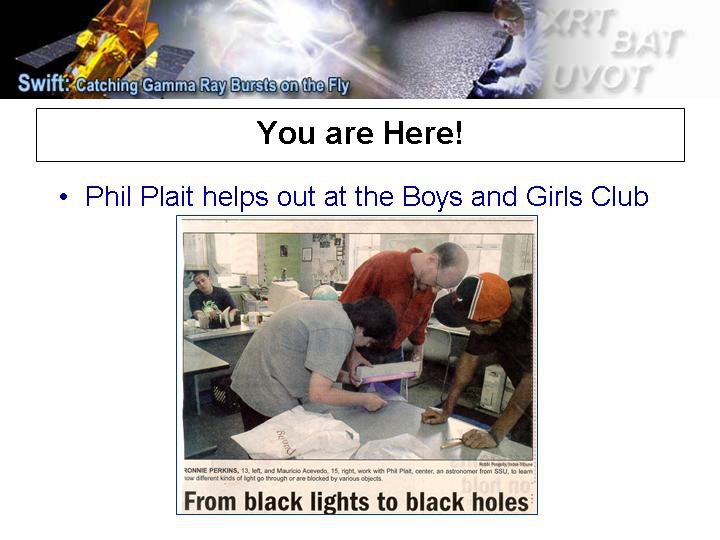 XRT
BAT
UVOT
Swift: Catching Gamma Ray Bursts on the Fly
You are Here!
• Phil Plait helps out at the Boys and Girls Club
Robbi Pengelly/Index-Tribune
RONNIE PERKINS, 13, left, and Mauricio Acevedo, 15, right, work with Phil Plait, center, an astronomer from SSU, to learn
how different kinds of light go through or are blocked by various objects.
From black lights to black holes